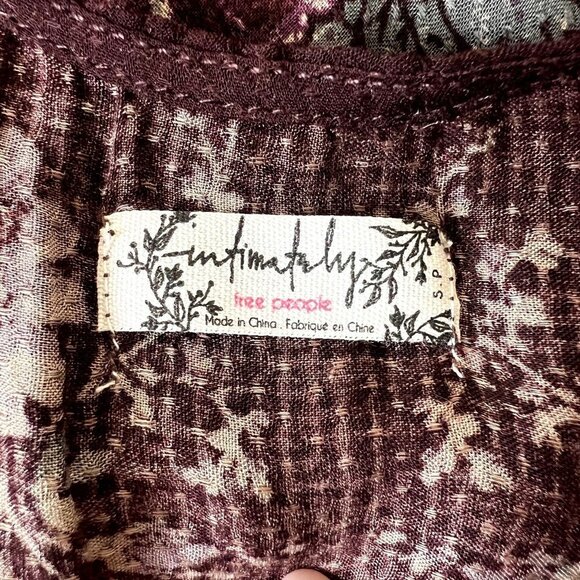 intimately
free people
Made in China . Fabriqué en Chine
S P